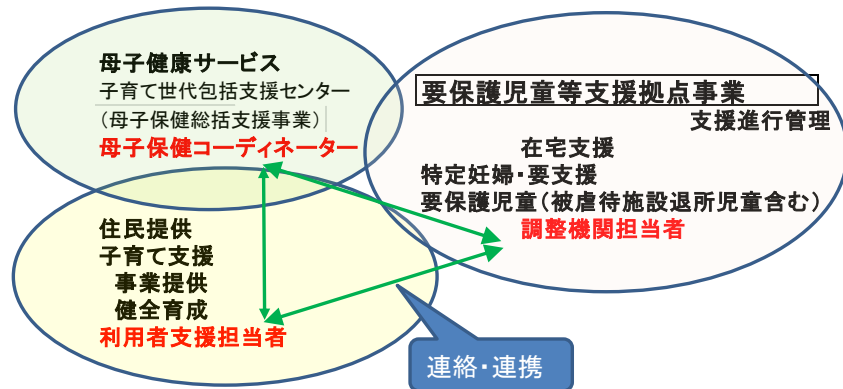 母子健康サービス
子育て世代包括支援センター
（母子保健総括支援事業）
母子保健コーディネーター
要保護児童等支援拠点事業
支援進行管理
在宅支援
特定妊婦・要支援
要保護児童（被虐待施設退所児童含む）
調整機関担当者
住民提供
子育て支援
事業提供
健全育成
利用者支援担当者
連絡・連携